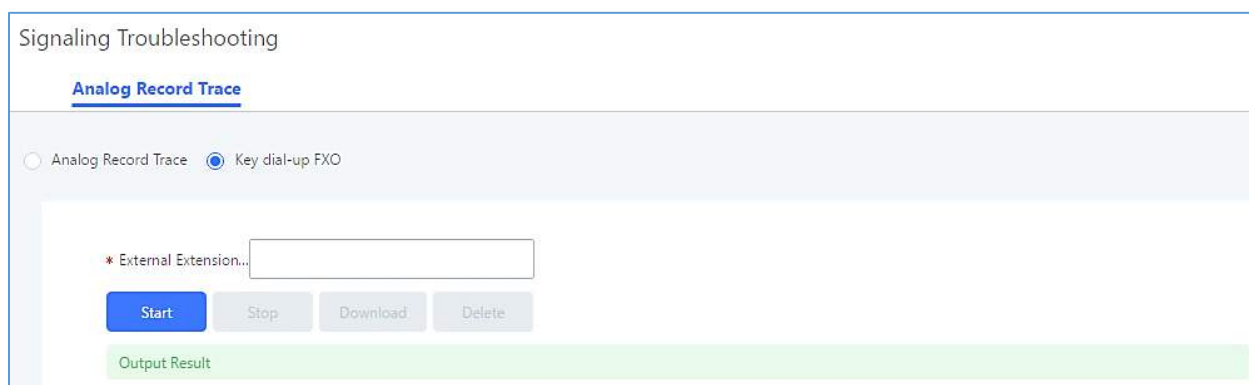 Signaling Troubleshooting
Analog Record Trace
Analog Record Trace Key dial-up FXO
* External Extension...
Start Stop Download Delete
Output Result